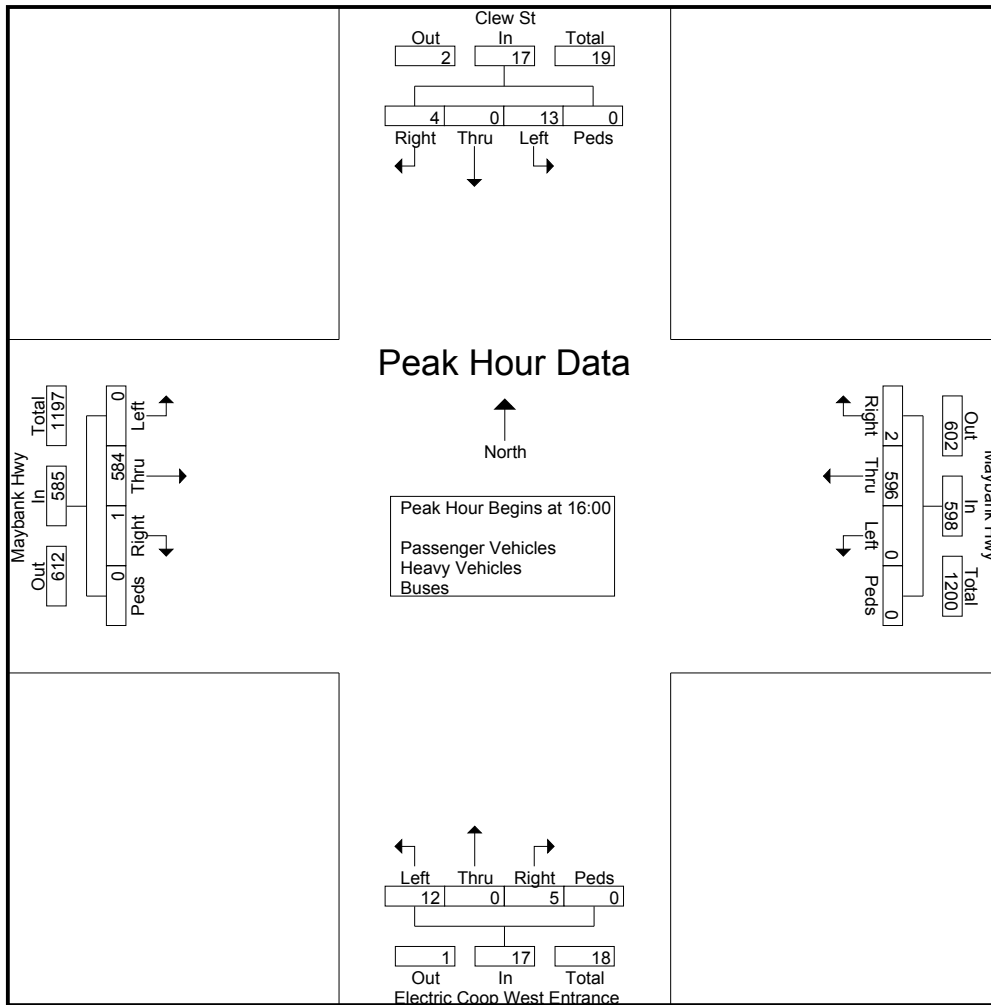 Clew St
Out In Total
2 17 19
4 0 13 0
Right Thru Left Peds
Peak Hour Data
North
Peak Hour Begins at 16:00
Passenger Vehicles
Heavy Vehicles
Buses
Maybank Hwy
Out In Total
612 585 1197
0 584 1 0
Left Thru Right Peds
Maybank Hwy
Out In Total
602 598 1200
2 596 0 0
Right Thru Left Peds
Left Thru Right Peds
12 0 5 0
1 17 18
Out In Total
Electric Coop West Entrance